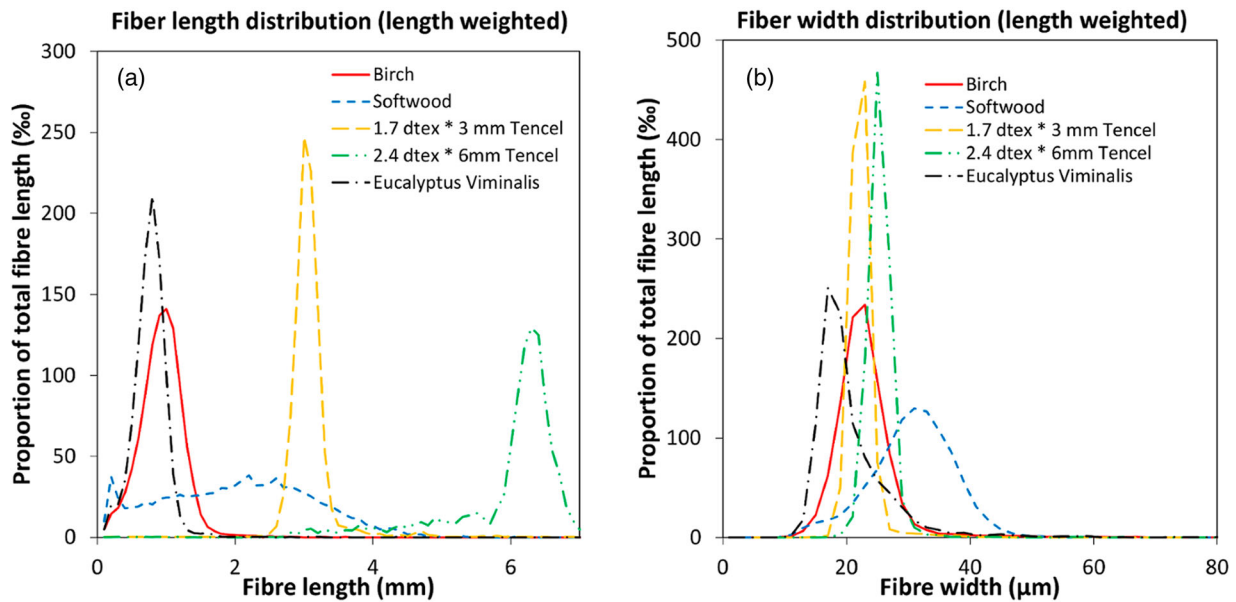 Fiber length distribution (length weighted)
300
250
200
150
100
50
0
0
2
4
6
Proportion of total fibre length (‰)
Fibre length (mm)
(a)
Birch
Softwood
1.7 dtex * 3 mm Tencel
2.4 dtex * 6mm Tencel
Eucalyptus Viminalis
Fiber width distribution (length weighted)
500
400
300
200
100
0
0
20
40
60
80
Proportion of total fibre length (‰)
Fibre width (μm)
(b)
Birch
Softwood
1.7 dtex * 3 mm Tencel
2.4 dtex * 6mm Tencel
Eucalyptus Viminalis